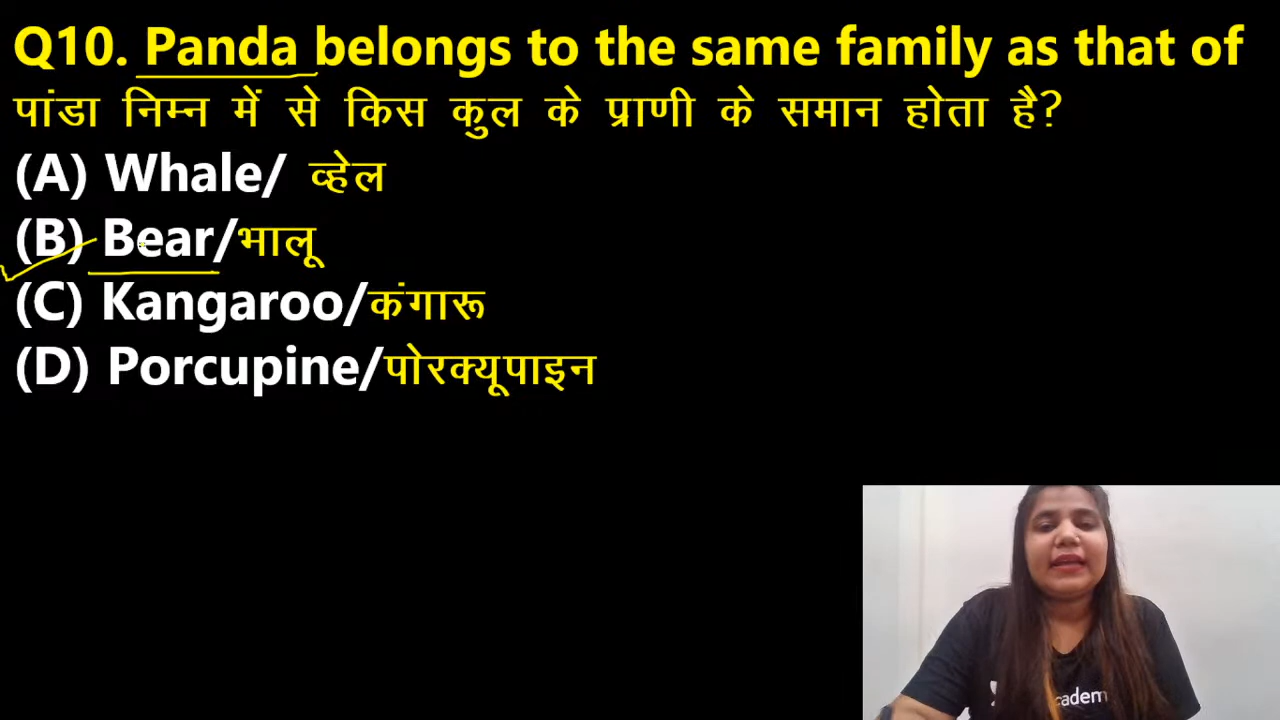 Q10. Panda belongs to the same family as that of
पांडा निम्न में से किस कुल के प्राणी के समान होता है?
(A) Whale/ व्हेल
(B) Bear/भालू
(C) Kangaroo/कंगारू
(D) Porcupine/पोरक्यूपाइन